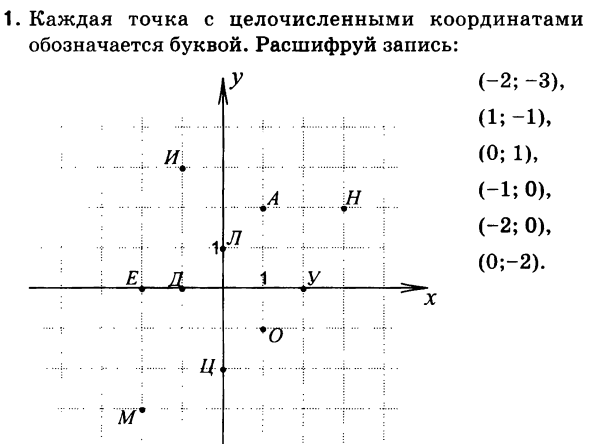 1. Каждая точка с целочисленными координатами
обозначается буквой. Расшифруй запись:
y
(−2; −3),
(1; −1),
И
(0; 1),
А
Н
(−1; 0),
1
Л
(−2; 0),
Е
Д
1
У
(0;−2).
x
О
Ц
М